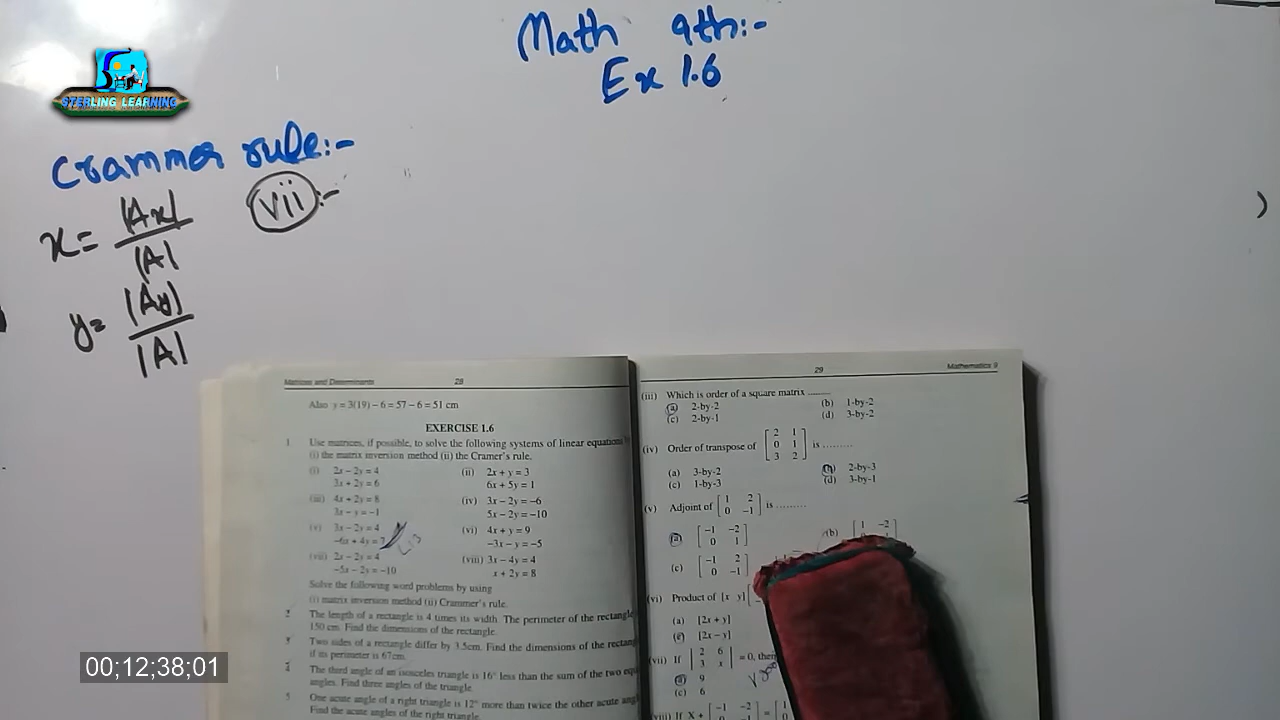 Math 9th:-
Ex 1.6
STERLING LEARNING
Crammer rule:-
vii:-
x = |Ax| / |A|
y = |Ay| / |A|
Matrices and Determinants 28
Also y = 3(19) – 6 = 57 – 6 = 51 cm
EXERCISE 1.6
1 Use matrices, if possible, to solve the following systems of linear equations
(i) the matrix inversion method (ii) the Cramer's rule.
(i) 2x – 2y = 4
3x + 2y = 6
(ii) 2x + y = 3
6x + 5y = 1
(iii) 4x + 2y = 8
3x – y = –1
(iv) 3x – 2y = –6
5x – 2y = –10
(v) 3x – 2y = 4
–6x + 4y = 7
(vi) 4x + y = 9
–3x – y = –5
(vii) 2x – 2y = 4
–5x – 2y = –10
(viii) 3x – 4y = 4
x + 2y = 8
Solve the following word problems by using
(i) matrix inversion method (ii) Crammer's rule.
2 The length of a rectangle is 4 times its width. The perimeter of the rectangle
150 cm. Find the dimensions of the rectangle.
3 Two sides of a rectangle differ by 3.5cm. Find the dimensions of the
if its perimeter is 67cm.
4 The third angle of an isosceles triangle is 16° less than the sum of the two
angles. Find three angles of the triangle.
5 One acute angle of a right triangle is 12° more than twice the other acute
Find the acute angles of the right triangle.
29 Mathematics 9
(iii) Which is order of a square matrix ........
(a) 2-by-2 (b) 1-by-2
(c) 2-by-1 (d) 3-by-2
(iv) Order of transpose of [2 1
0 1
3 2] is .........
(a) 3-by-2 (b) 2-by-3
(c) 1-by-3 (d) 3-by-1
(v) Adjoint of [1 2
0 –1] is .........
(a) [–1 –2
0 1]
(b) [1 –2
(c) [–1 2
0 –1]
(vi) Product of [x y]
(a) [2x + y]
(c) [2x – y]
(vii) If |2 6
3 x| = 0, then
(a) 9
(c) 6
(viii) If X + [–1 –2
0 –1] = [1
0
00:12:38;01